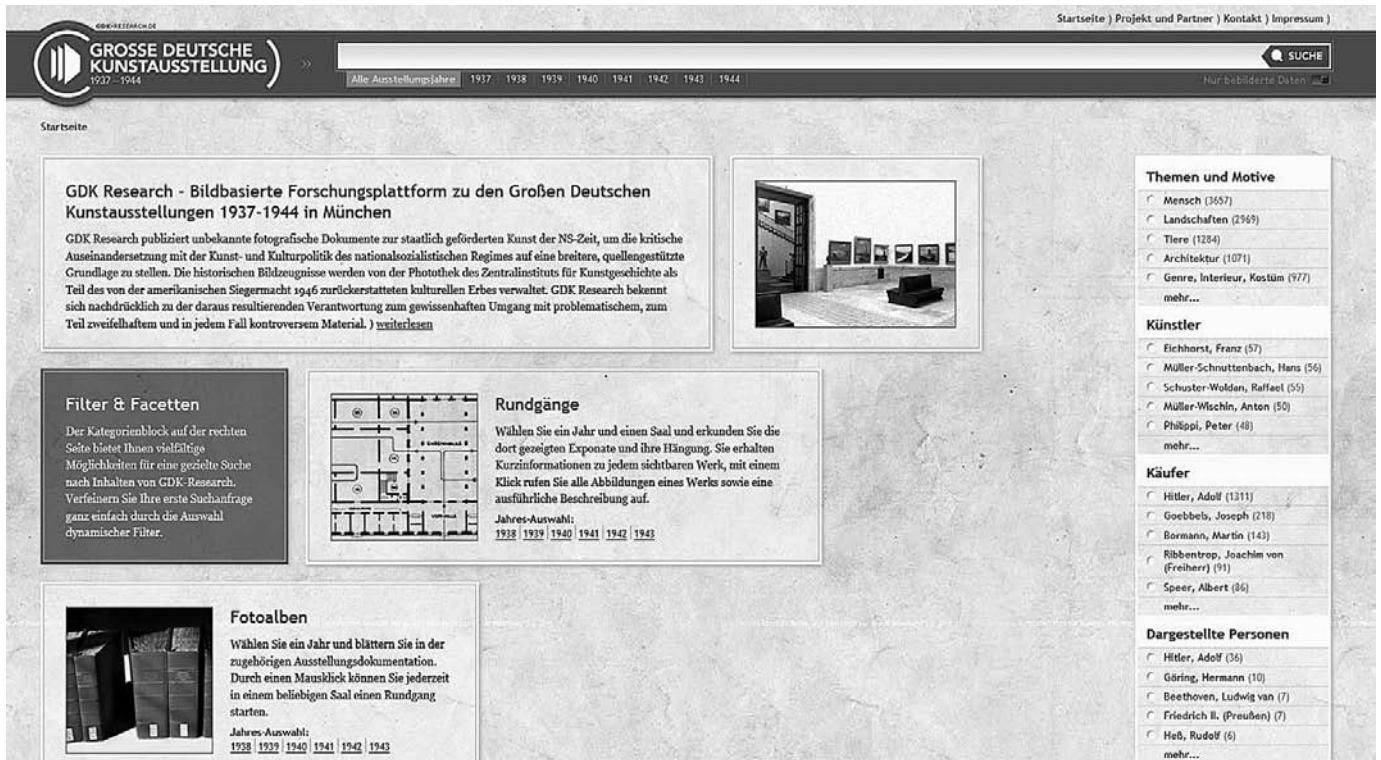 Startseite ) Projekt und Partner ) Kontakt ) Impressum )
GDK-RESEARCH.DE
GROSSE DEUTSCHE
KUNSTAUSSTELLUNG
1937 – 1944
SUCHE
Alle Ausstellungsjahre 1937 1938 1939 1940 1941 1942 1943 1944
Nur bebilderte Daten
Startseite
GDK Research - Bildbasierte Forschungsplattform zu den Großen Deutschen
Kunstausstellungen 1937-1944 in München
GDK Research publiziert unbekannte fotografische Dokumente zur staatlich geförderten Kunst der NS-Zeit, um die kritische
Auseinandersetzung mit der Kunst- und Kulturpolitik des nationalsozialistischen Regimes auf eine breitere, quellengestützte
Grundlage zu stellen. Die historischen Bildzeugnisse werden von der Photothek des Zentralinstituts für Kunstgeschichte als
Teil des von der amerikanischen Siegermacht 1946 zurückerstatteten kulturellen Erbes verwaltet. GDK Research bekennt
sich nachdrücklich zu der daraus resultierenden Verantwortung zum gewissenhaften Umgang mit problematischem, zum
Teil zweifelhaftem und in jedem Fall kontroversem Material. ) weiterlesen
Filter & Facetten
Der Kategorienblock auf der rechten
Seite bietet Ihnen vielfältige
Möglichkeiten für eine gezielte Suche
nach Inhalten von GDK-Research.
Verfeinern Sie Ihre erste Suchanfrage
ganz einfach durch die Auswahl
dynamischer Filter.
Rundgänge
Wählen Sie ein Jahr und einen Saal und erkunden Sie die
dort gezeigten Exponate und ihre Hängung. Sie erhalten
Kurzinformationen zu jedem sichtbaren Werk, mit einem
Klick rufen Sie alle Abbildungen eines Werks sowie eine
ausführliche Beschreibung auf.
Jahres-Auswahl:
1938 1939 1940 1941 1942 1943
Fotoalben
Wählen Sie ein Jahr und blättern Sie in der
zugehörigen Ausstellungsdokumentation.
Durch einen Mausklick können Sie jederzeit
in einem beliebigen Saal einen Rundgang
starten.
Jahres-Auswahl:
1938 1939 1940 1941 1942 1943
Themen und Motive
Mensch (3657)
Landschaften (2969)
Tiere (1284)
Architektur (1071)
Genre, Interieur, Kostüm (977)
mehr...
Künstler
Eichhorst, Franz (57)
Müller-Schnuttenbach, Hans (56)
Schuster-Woldan, Raffael (55)
Müller-Wischin, Anton (50)
Philippi, Peter (48)
mehr...
Käufer
Hitler, Adolf (1311)
Goebbels, Joseph (218)
Bormann, Martin (143)
Ribbentrop, Joachim von
(Freiherr) (91)
Speer, Albert (86)
mehr...
Dargestellte Personen
Hitler, Adolf (36)
Göring, Hermann (10)
Beethoven, Ludwig van (7)
Friedrich II. (Preußen) (7)
Heß, Rudolf (6)
mehr...